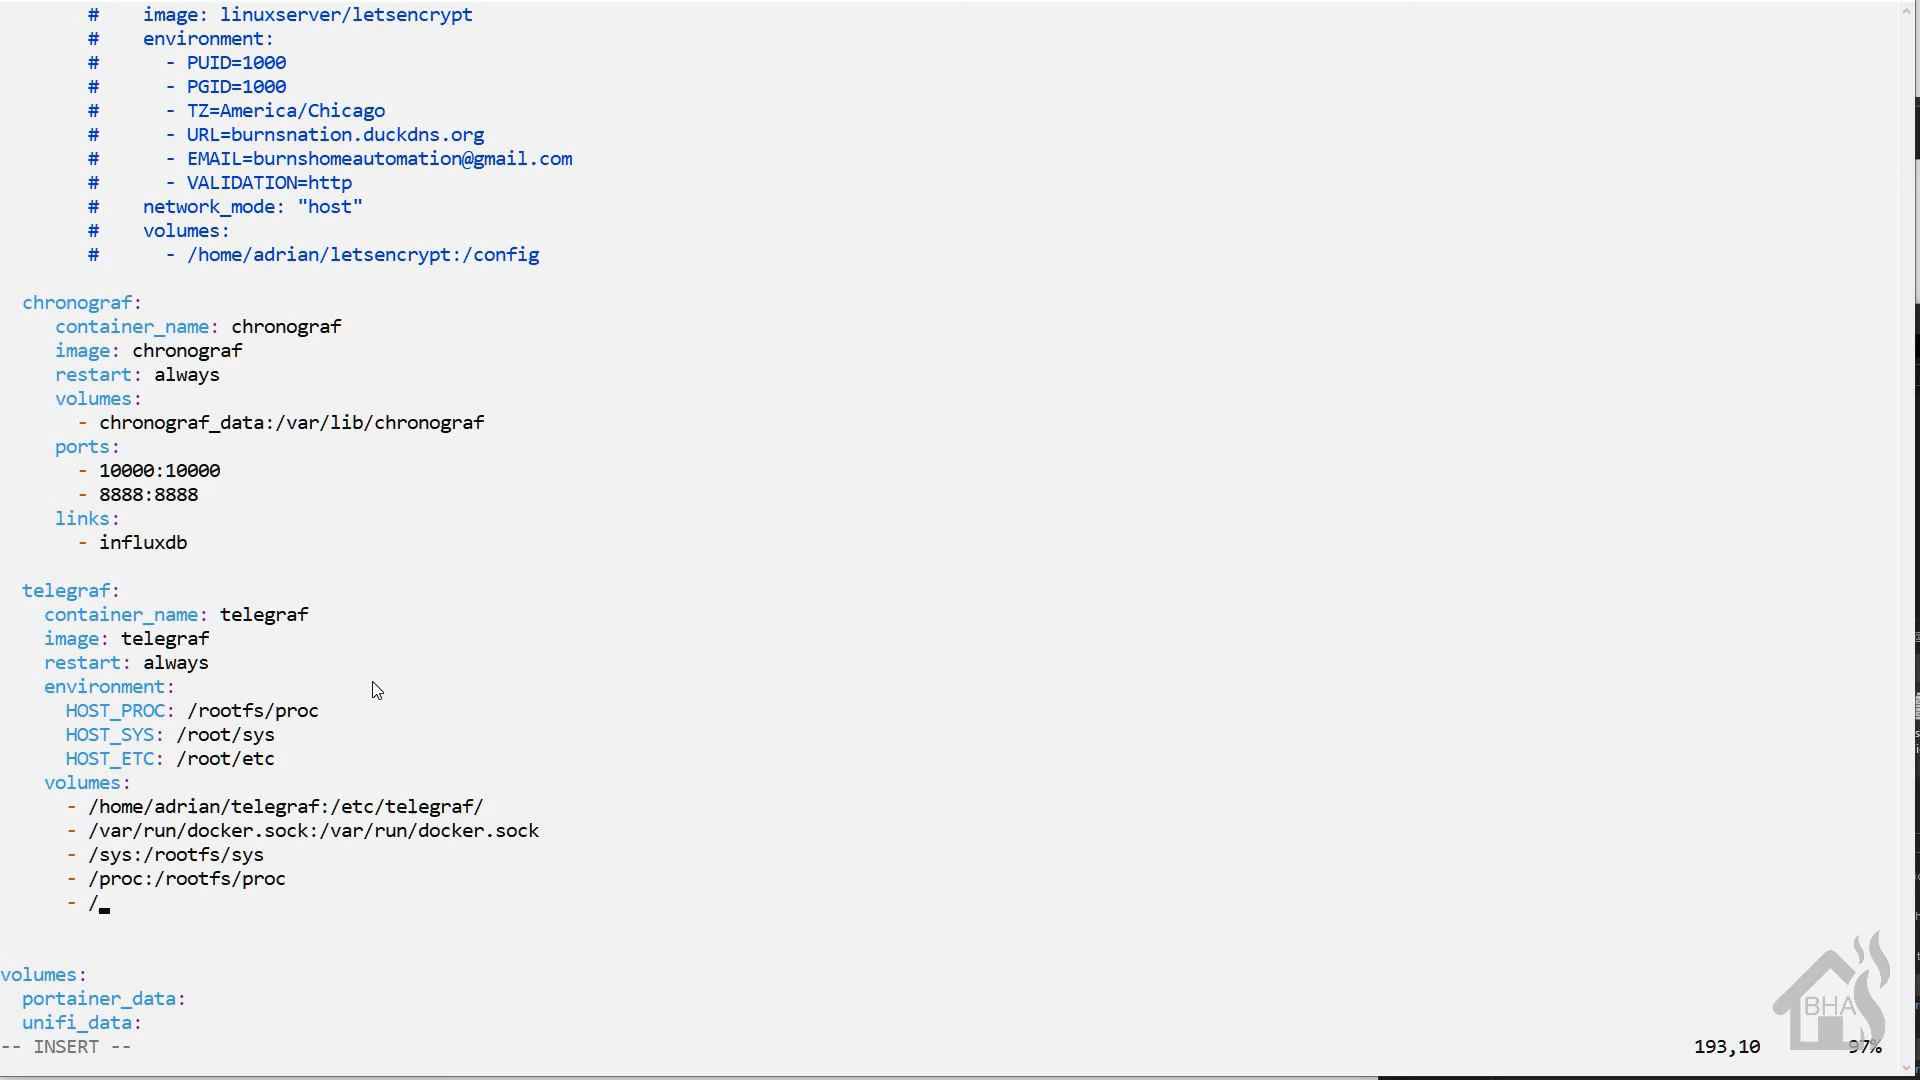 #    image: linuxserver/letsencrypt
#    environment:
#      - PUID=1000
#      - PGID=1000
#      - TZ=America/Chicago
#      - URL=burnsnation.duckdns.org
#      - EMAIL=burnshomeautomation@gmail.com
#      - VALIDATION=http
#    network_mode: "host"
#    volumes:
#      - /home/adrian/letsencrypt:/config
chronograf:
container_name: chronograf
image: chronograf
restart: always
volumes:
- chronograf_data:/var/lib/chronograf
ports:
- 10000:10000
- 8888:8888
links:
- influxdb
telegraf:
container_name: telegraf
image: telegraf
restart: always
environment:
HOST_PROC: /rootfs/proc
HOST_SYS: /root/sys
HOST_ETC: /root/etc
volumes:
- /home/adrian/telegraf:/etc/telegraf/
- /var/run/docker.sock:/var/run/docker.sock
- /sys:/rootfs/sys
- /proc:/rootfs/proc
- /
volumes:
portainer_data:
unifi_data:
-- INSERT --
193,10
97%
BHA